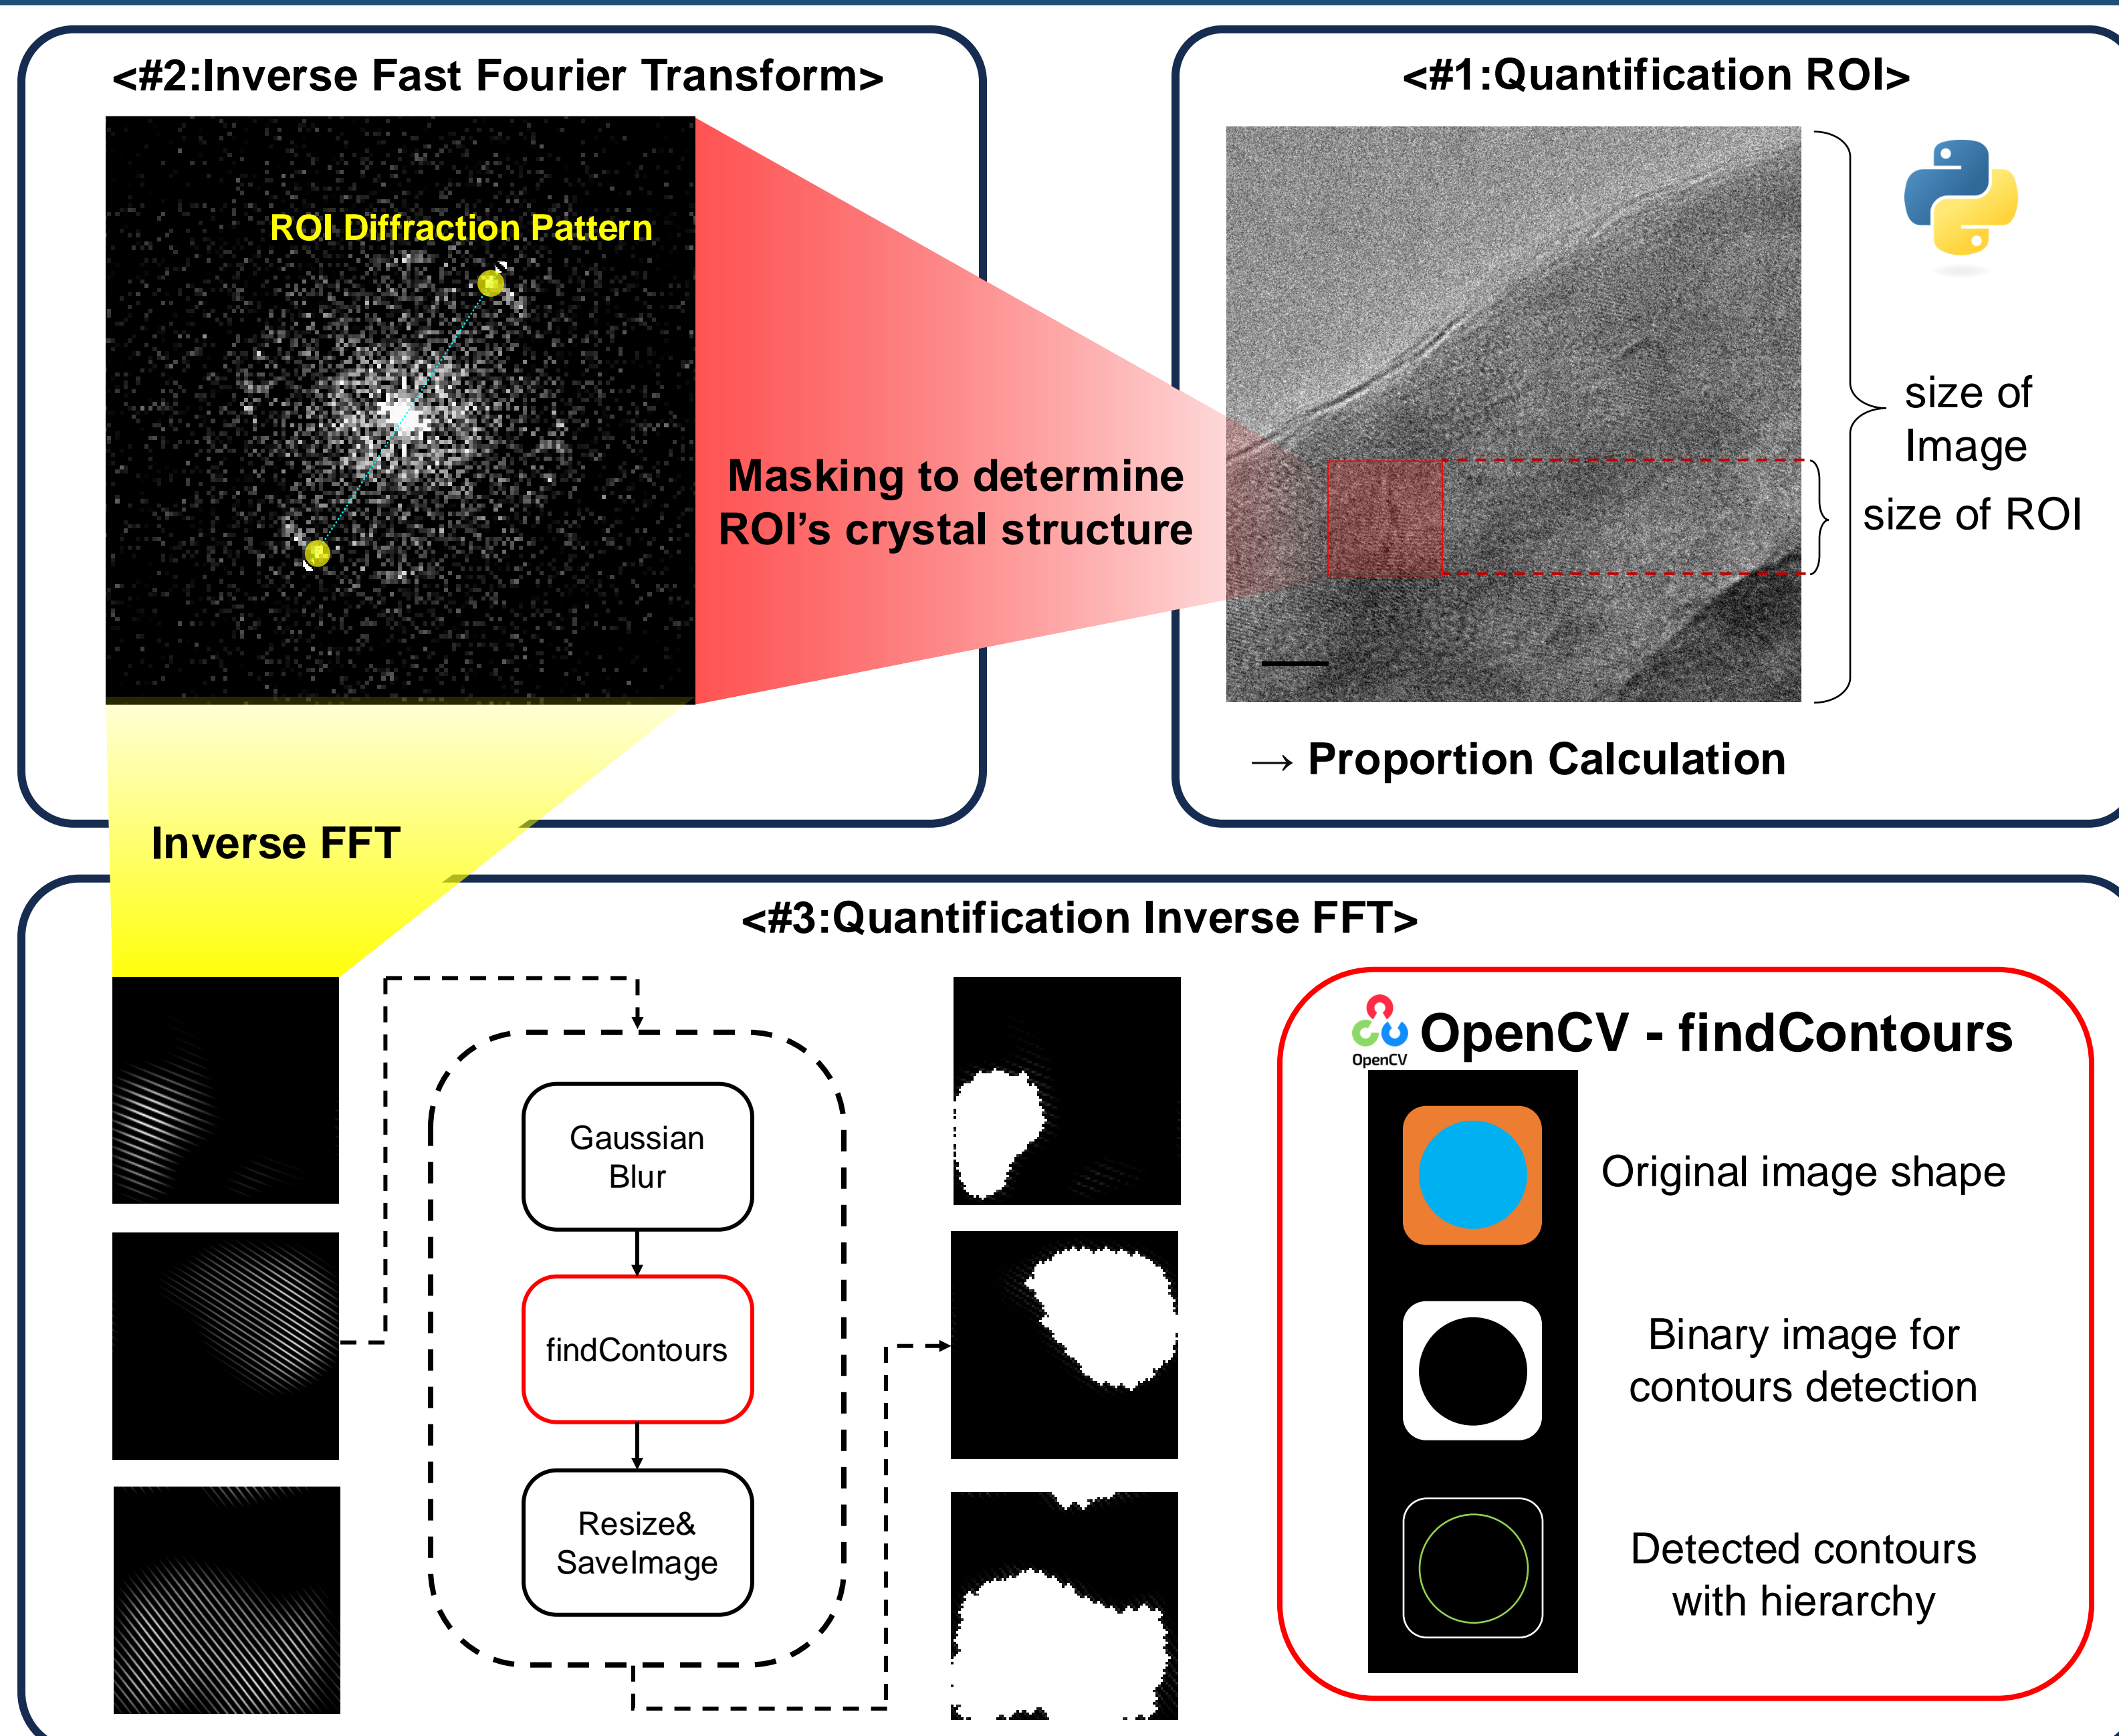 <#2:Inverse Fast Fourier Transform>
ROI Diffraction Pattern
Masking to determine
ROI's crystal structure
Inverse FFT
<#1:Quantification ROI>
size of
Image
size of ROI
→ Proportion Calculation
<#3:Quantification Inverse FFT>
Gaussian
Blur
findContours
Resize&
SaveImage
OpenCV
OpenCV - findContours
Original image shape
Binary image for
contours detection
Detected contours
with hierarchy